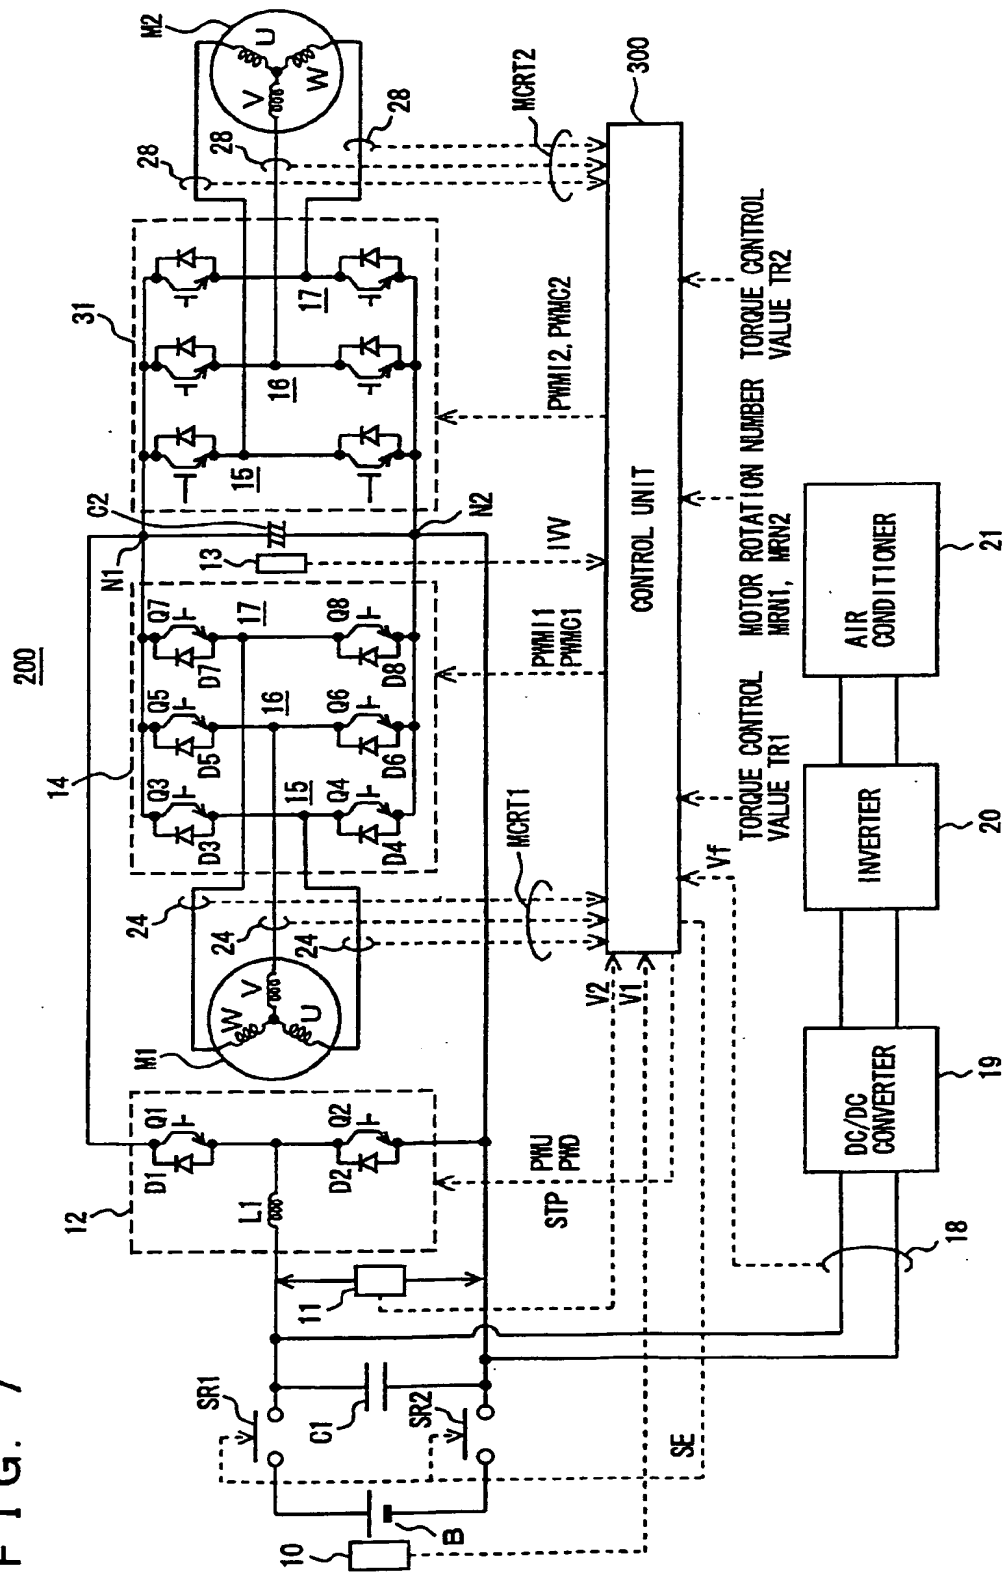 FIG. 7
200
12
D1
Q1
D2
Q2
L1
SR1
C1
SR2
B
10
11
STP
PWU
PWD
SE
V2
V1
M1
W
V
U
24
24
24
MCRT1
14
Q3
Q5
Q7
D3
D5
D7
15
16
17
Q4
Q6
Q8
D4
D6
D8
PWMI1
PWMC1
N1
C2
13
IVV
N2
31
15
16
17
PWMI2, PWMC2
28
28
28
M2
U
V
W
MCRT2
300
CONTROL UNIT
Vf
TORQUE CONTROL
VALUE TR1
MOTOR ROTATION NUMBER
MRN1, MRN2
TORQUE CONTROL
VALUE TR2
18
DC/DC
CONVERTER
19
INVERTER
20
AIR
CONDITIONER
21